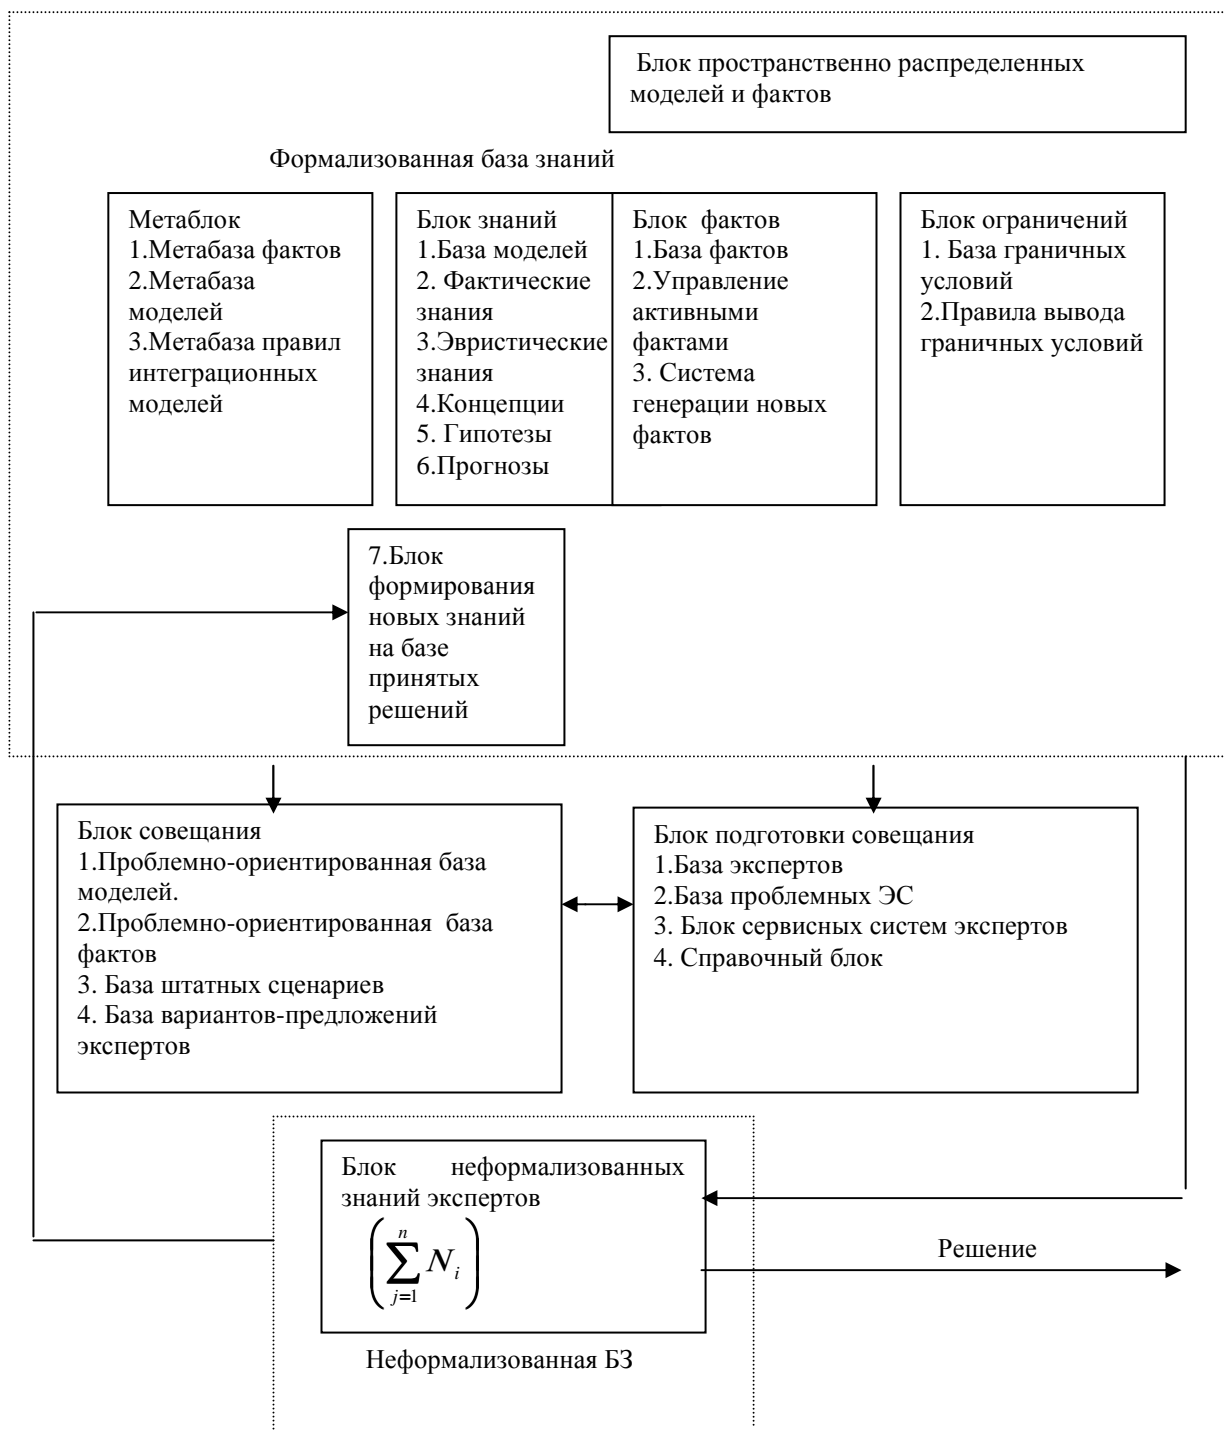 Блок пространственно распределенных
моделей и фактов
Формализованная база знаний
Метаблок
1.Метабаза фактов
2.Метабаза
моделей
3.Метабаза правил
интеграционных
моделей
Блок знаний
1.База моделей
2. Фактические
знания
3.Эвристические
знания
4.Концепции
5. Гипотезы
6.Прогнозы
Блок фактов
1.База фактов
2.Управление
активными
фактами
3. Система
генерации новых
фактов
Блок ограничений
1. База граничных
условий
2.Правила вывода
граничных условий
7.Блок
формирования
новых знаний
на базе
принятых
решений
Блок совещания
1.Проблемно-ориентированная база
моделей.
2.Проблемно-ориентированная база
фактов
3. База штатных сценариев
4. База вариантов-предложений
экспертов
Блок подготовки совещания
1.База экспертов
2.База проблемных ЭС
3. Блок сервисных систем экспертов
4. Справочный блок
Блок неформализованных
знаний экспертов
(∑_{j=1}^{n} N_i)
Решение
Неформализованная БЗ